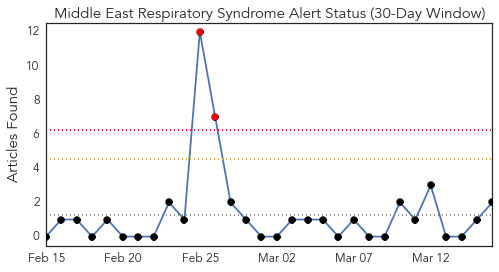 Middle East Respiratory Syndrome Alert Status (30-Day Window)
Articles Found
12
10
8
6
4
2
0
Feb 15
Feb 20
Feb 25
Mar 02
Mar 07
Mar 12